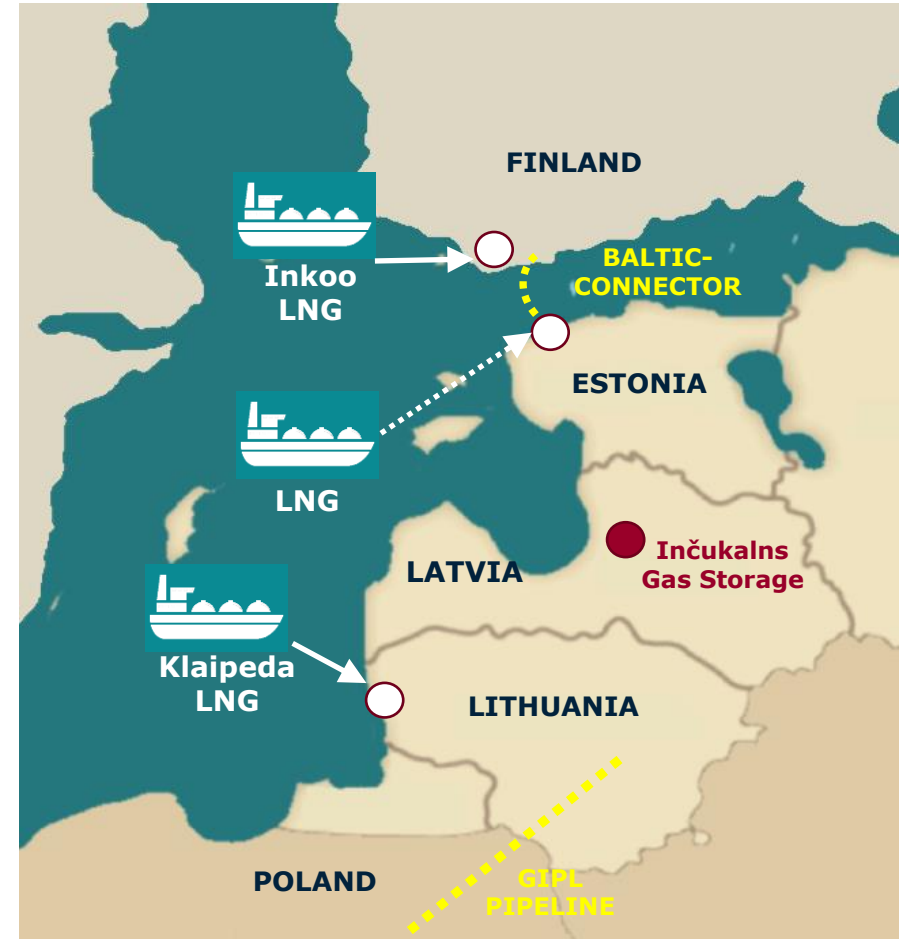 FINLAND
Inkoo
LNG
BALTIC-
CONNECTOR
ESTONIA
LNG
Inčukalns
Gas Storage
LATVIA
Klaipeda
LNG
LITHUANIA
POLAND
GIPL
PIPELINE